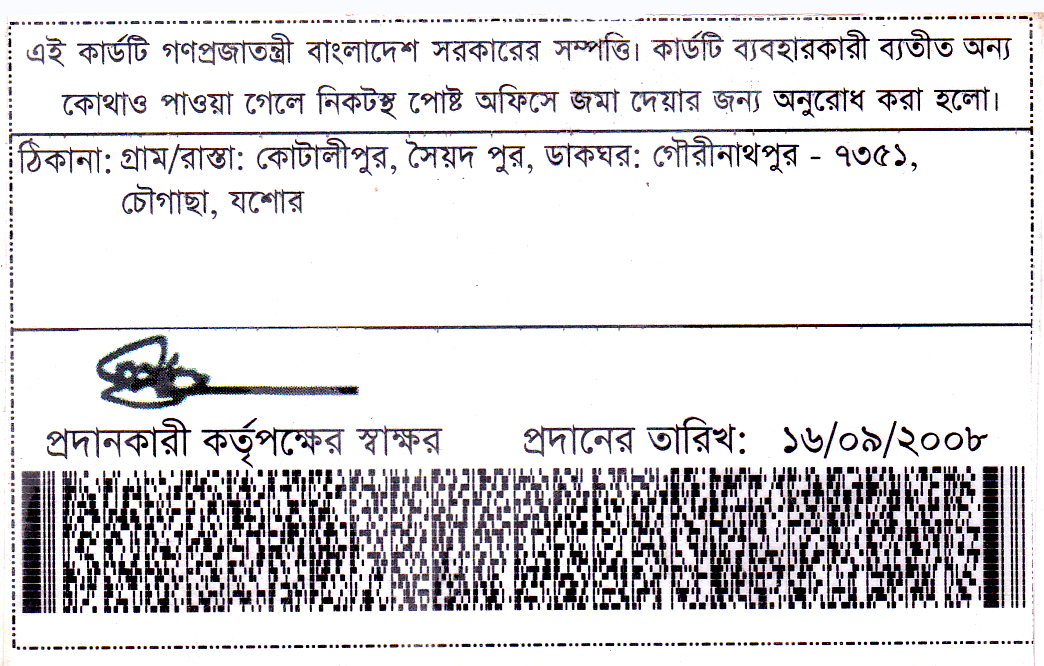 এই কার্ডটি গণপ্রজাতন্ত্রী বাংলাদেশ সরকারের সম্পত্তি। কার্ডটি ব্যবহারকারী ব্যতীত অন্য
কোথাও পাওয়া গেলে নিকটস্থ পোষ্ট অফিসে জমা দেয়ার জন্য অনুরোধ করা হলো।
ঠিকানা: গ্রাম/রাস্তা: কোটালীপুর, সৈয়দ পুর, ডাকঘর: গৌরীনাথপুর - ৭৩৫১,
চৌগাছা, যশোর
প্রদানকারী কর্তৃপক্ষের স্বাক্ষর প্রদানের তারিখ: ১৬/০৯/২০০৮